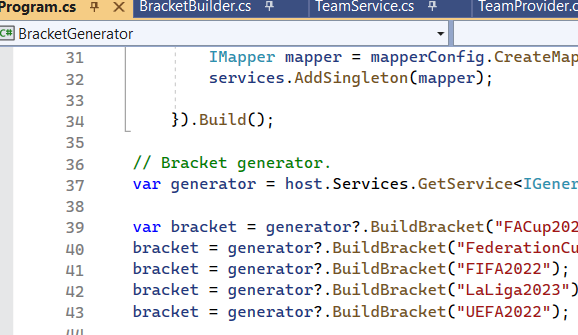 Program.cs BracketBuilder.cs TeamService.cs TeamProvider.c
C# BracketGenerator
31 IMapper mapper = mapperConfig.CreateMap
32 services.AddSingleton(mapper);
33
34 }).Build();
35
36 // Bracket generator.
37 var generator = host.Services.GetService<IGener
38
39 var bracket = generator?.BuildBracket("FACup202
40 bracket = generator?.BuildBracket("FederationCu
41 bracket = generator?.BuildBracket("FIFA2022");
42 bracket = generator?.BuildBracket("LaLiga2023")
43 bracket = generator?.BuildBracket("UEFA2022");